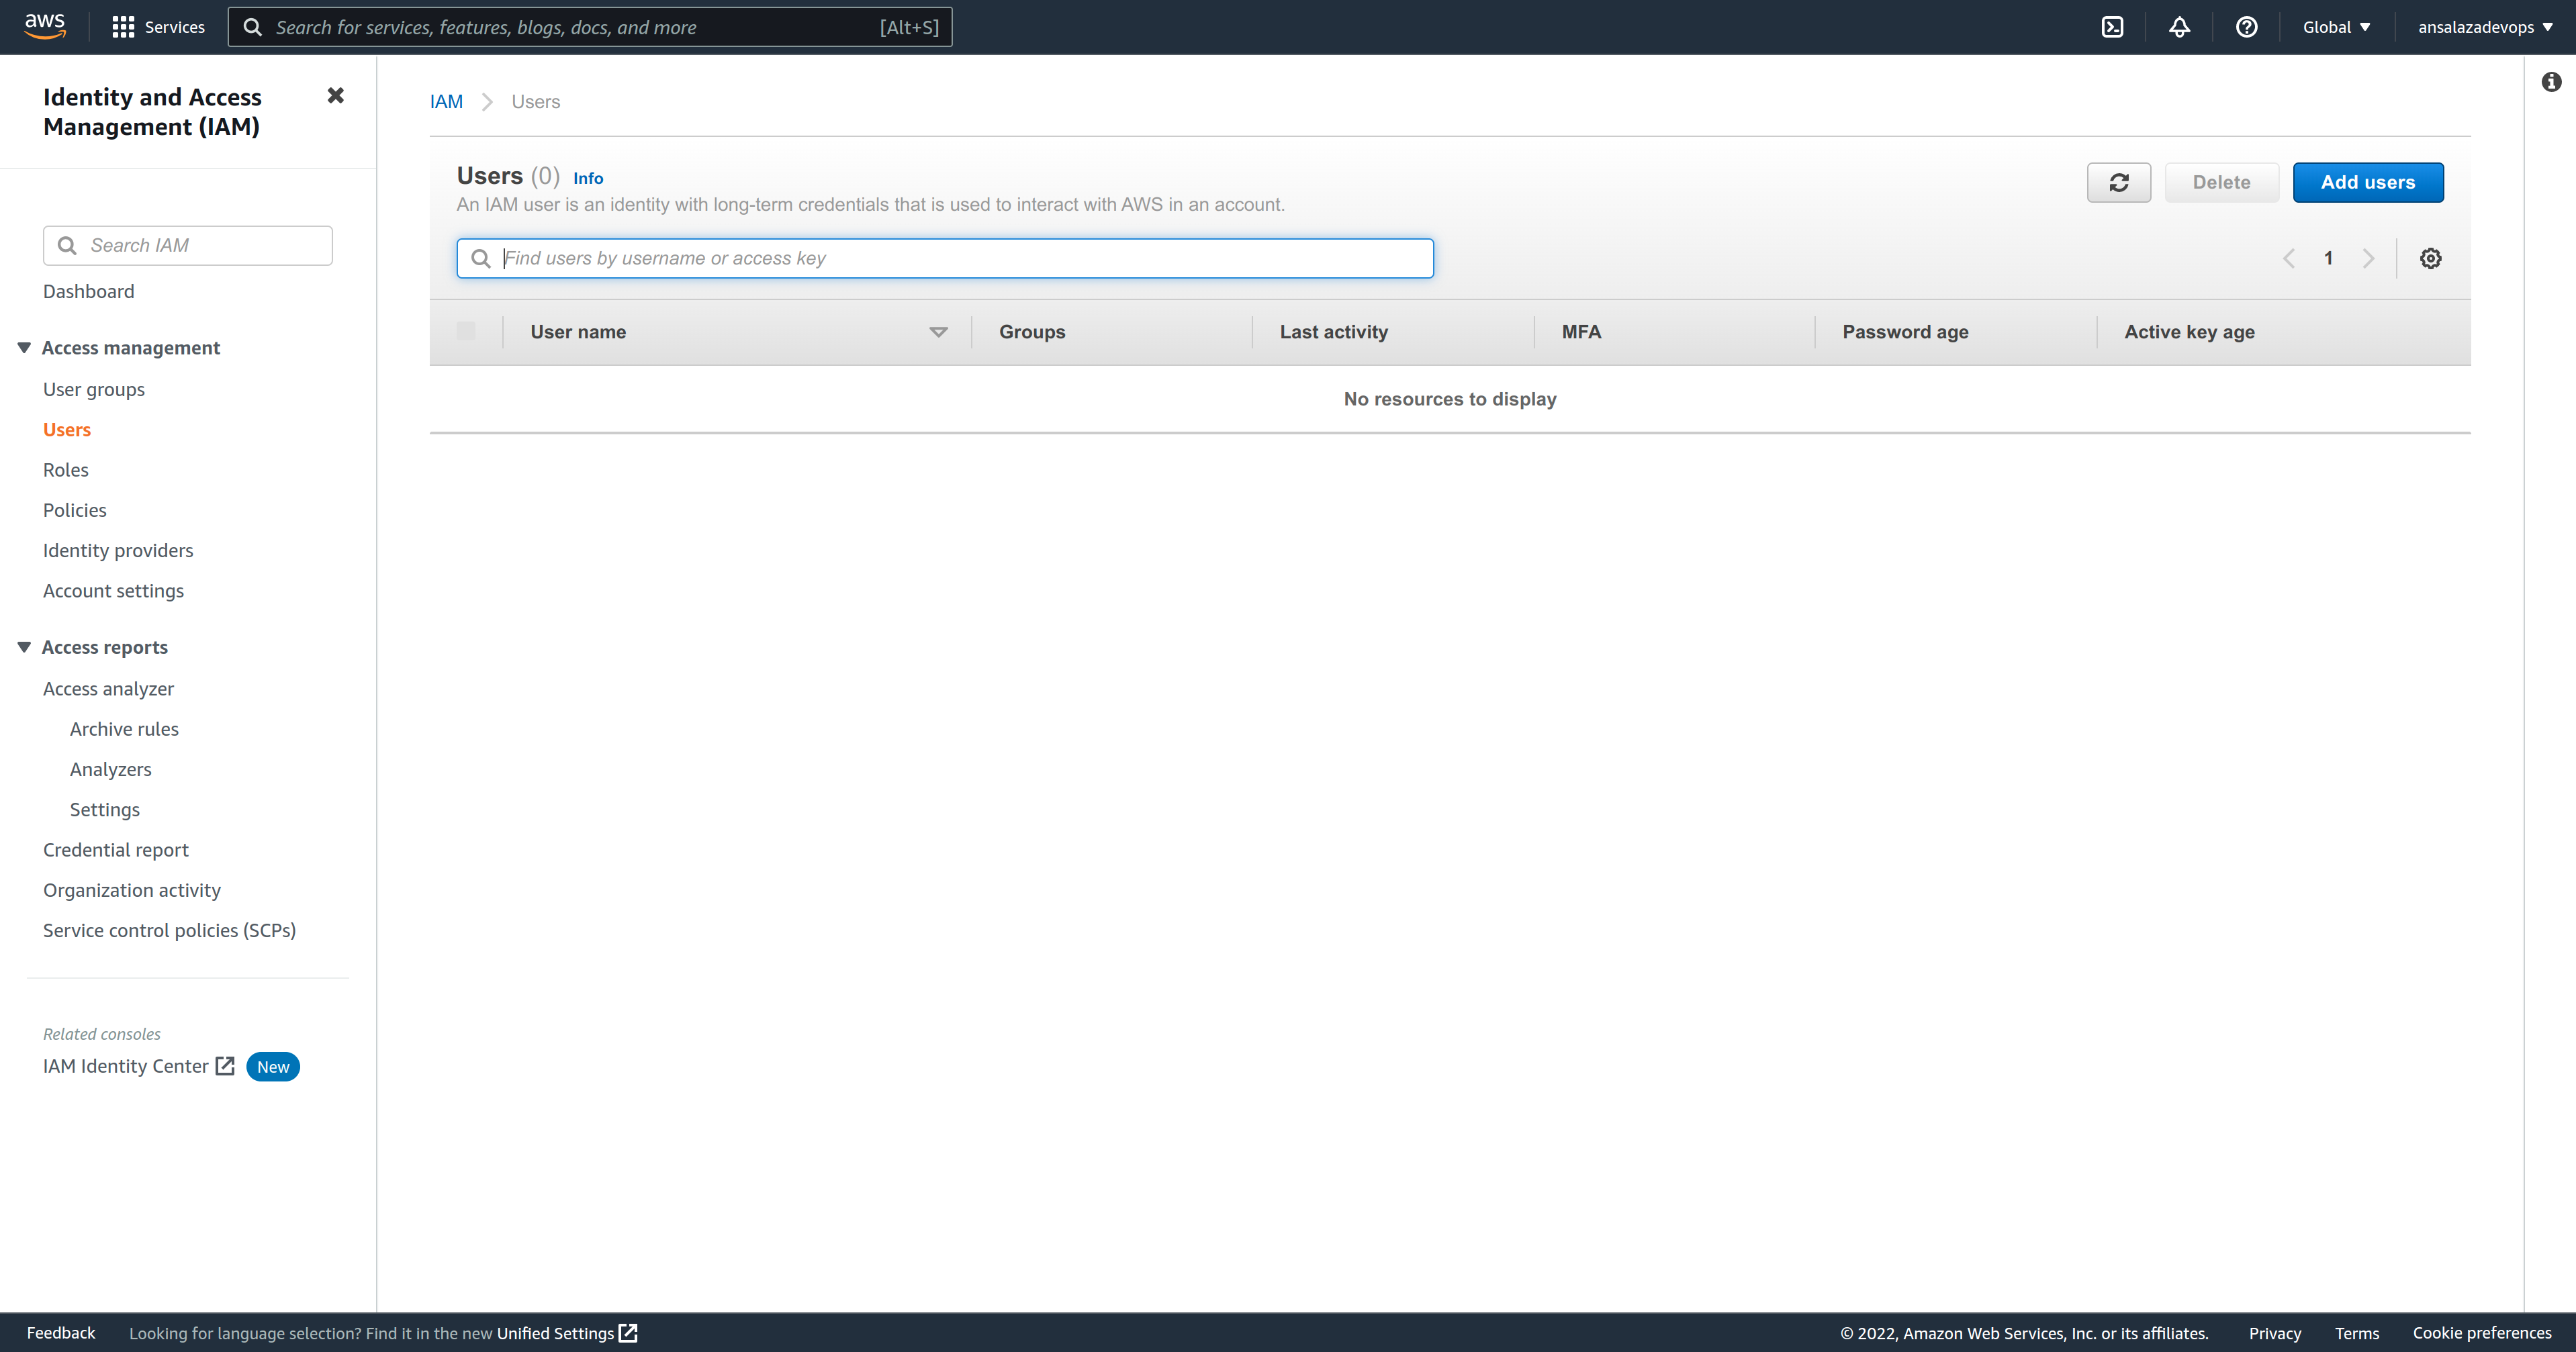 aws
Services
Search for services, features, blogs, docs, and more
[Alt+S]
Global
ansalazadevops
Identity and Access
Management (IAM)
Search IAM
Dashboard
Access management
User groups
Users
Roles
Policies
Identity providers
Account settings
Access reports
Access analyzer
Archive rules
Analyzers
Settings
Credential report
Organization activity
Service control policies (SCPs)
Related consoles
IAM Identity Center New
IAM > Users
Users (0) Info
An IAM user is an identity with long-term credentials that is used to interact with AWS in an account.
Delete
Add users
Find users by username or access key
1
User name Groups Last activity MFA Password age Active key age
No resources to display
Feedback Looking for language selection? Find it in the new Unified Settings
© 2022, Amazon Web Services, Inc. or its affiliates. Privacy Terms Cookie preferences